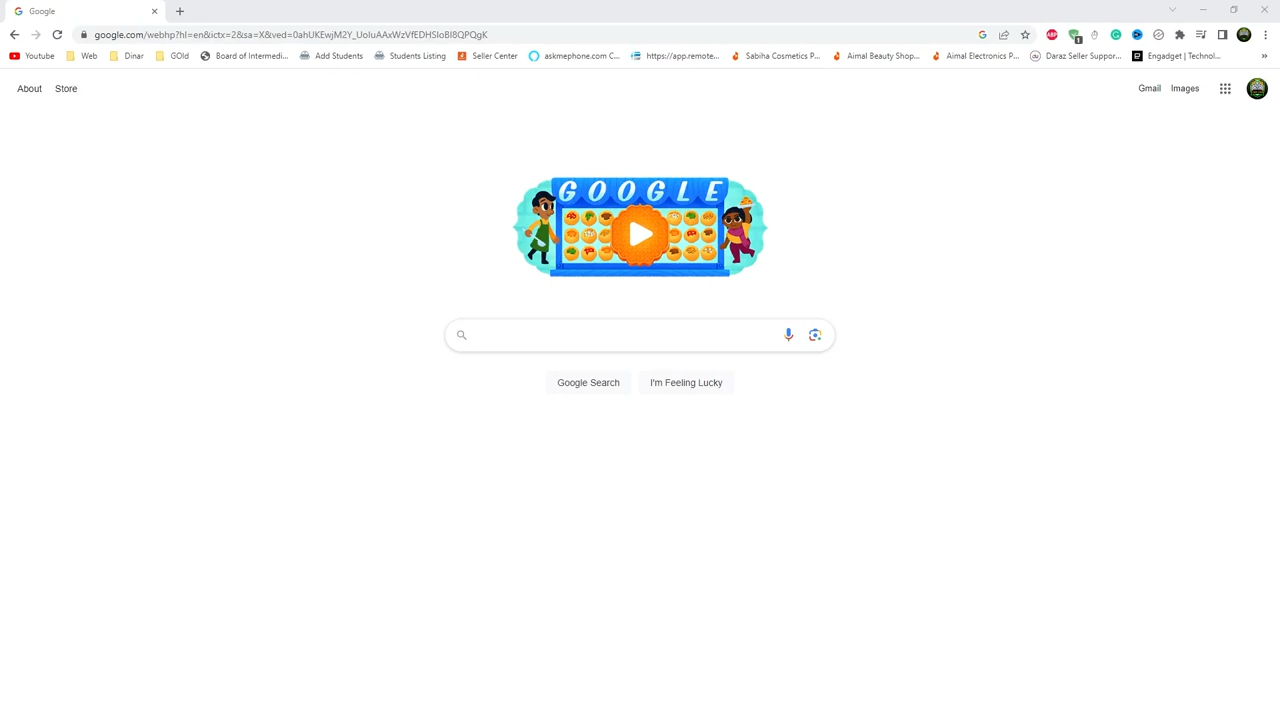 Google
google.com/webhp?hl=en&ictx=2&sa=X&ved=0ahUKEwjM2Y_UoIuAAxWzVfEDHSIoBI8QPQgK
1
Youtube Web Dinar GOld Board of Intermedi... Add Students Students Listing Seller Center askmephone.com C... https://app.remote... Sabiha Cosmetics P... Aimal Beauty Shop... Aimal Electronics P... Daraz Seller Suppor... Engadget | Technol... »
About Store Gmail Images
GOOGLE
Google Search I'm Feeling Lucky